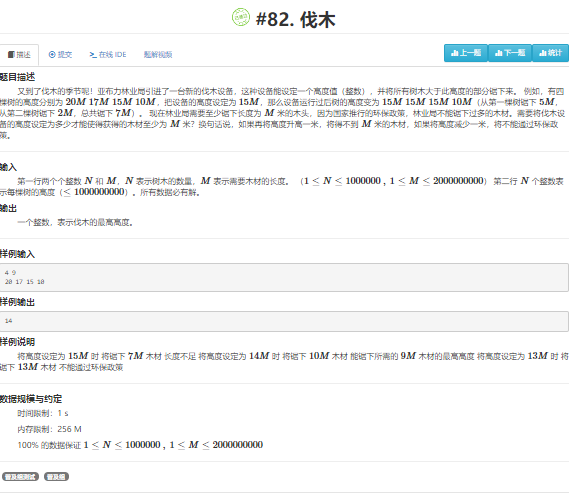 #82. 伐木
描述 提交 >_在线 IDE 题解视频
上一题 下一题 统计
题目描述
又到了伐木的季节呢！亚布力林业局引进了一台新的伐木设备，这种设备能设定一个高度值（整数），并将所有树木大于此高度的部分锯下来。 例如，有四
棵树的高度分别为 20M 17M 15M 10M，把设备的高度设定为 15M，那么设备运行过后树的高度变为 15M 15M 15M 10M（从第一棵树锯下 5M，
从第二棵树锯下 2M，总共锯下 7M）。 现在林业局需要至少锯下长度为 M 米的木头，因为国家推行的环保政策，林业局不能锯下过多的木材。需要将伐木设
备的高度设定为多少才能使得获得的木材至少为 M 米？换句话说，如果再将高度升高一米，将得不到 M 米的木材，如果将高度减少一米，将不能通过环保政
策。
输入
第一行两个个整数 N 和 M，N 表示树木的数量，M 表示需要木材的长度。 （1 ≤ N ≤ 1000000 , 1 ≤ M ≤ 2000000000） 第二行 N 个整数表
示每棵树的高度（≤ 1000000000）。所有数据必有解。
输出
一个整数，表示伐木的最高高度。
样例输入
4 9
20 17 15 10
样例输出
14
样例说明
将高度设定为 15M 时 将锯下 7M 木材 长度不足 将高度设定为 14M 时 将锯下 10M 木材 能锯下所需的 9M 木材的最高高度 将高度设定为 13M 时 将
锯下 13M 木材 不能通过环保政策
数据规模与约定
时间限制：1 s
内存限制：256 M
100% 的数据保证 1 ≤ N ≤ 1000000 , 1 ≤ M ≤ 2000000000
普及组测试 普及组